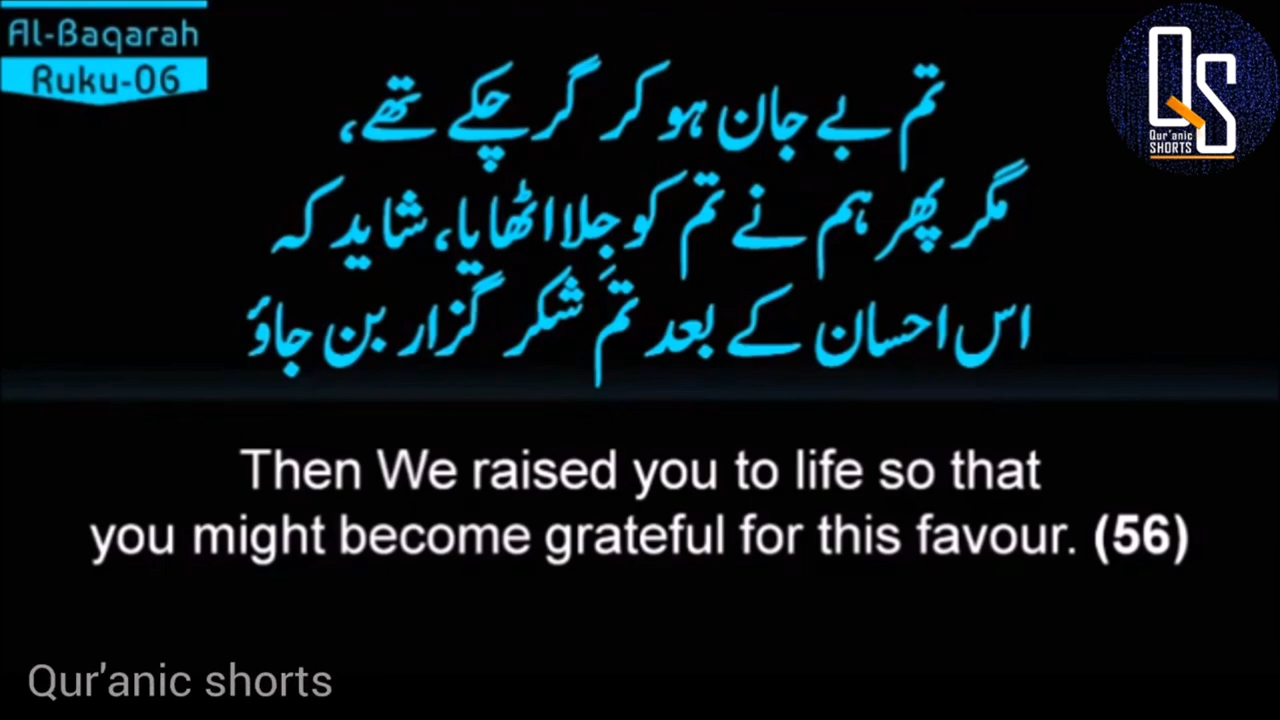 Al-Baqarah
Ruku-06
QS
Qur'anic
SHORTS
تم بے جان ہو کر گر چکے تھے،
مگر پھر ہم نے تم کو جِلا اٹھایا، شاید کہ
اس احسان کے بعد تم شکر گزار بن جاؤ
Then We raised you to life so that
you might become grateful for this favour. (56)
Qur'anic shorts